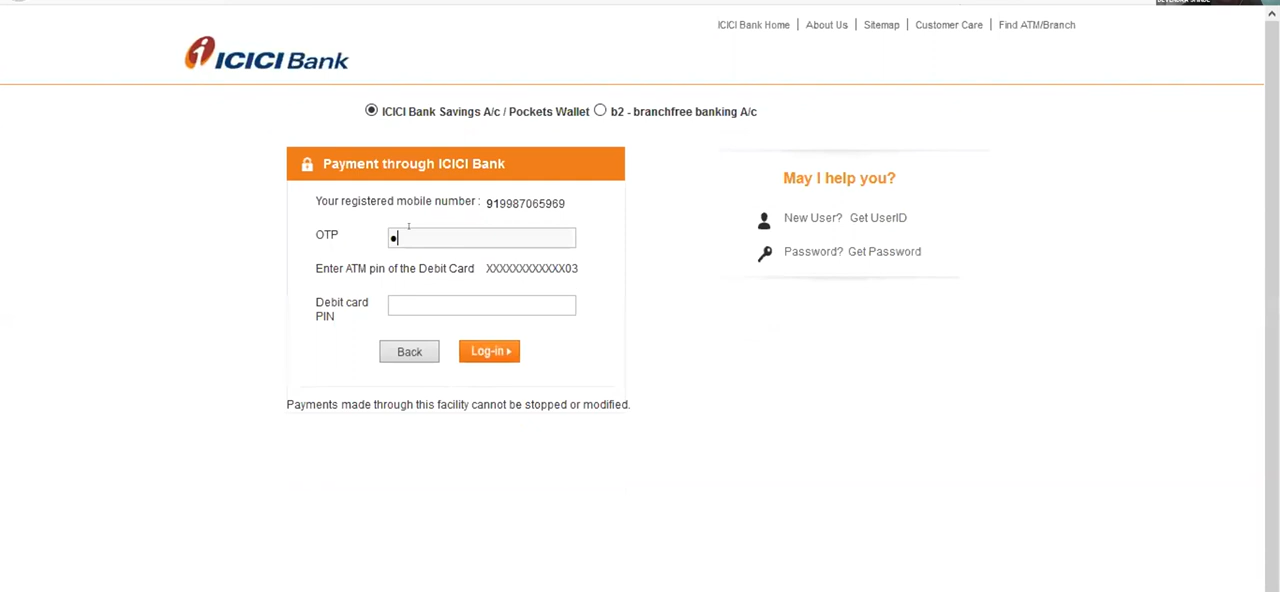 ICICI Bank Home | About Us | Sitemap | Customer Care | Find ATM/Branch
ICICI Bank
ICICI Bank Savings A/c / Pockets Wallet b2 - branchfree banking A/c
Payment through ICICI Bank
Your registered mobile number : 919987065969
OTP
Enter ATM pin of the Debit Card XXXXXXXXXXXX03
Debit card
PIN
Back Log-in
Payments made through this facility cannot be stopped or modified.
May I help you?
New User? Get UserID
Password? Get Password